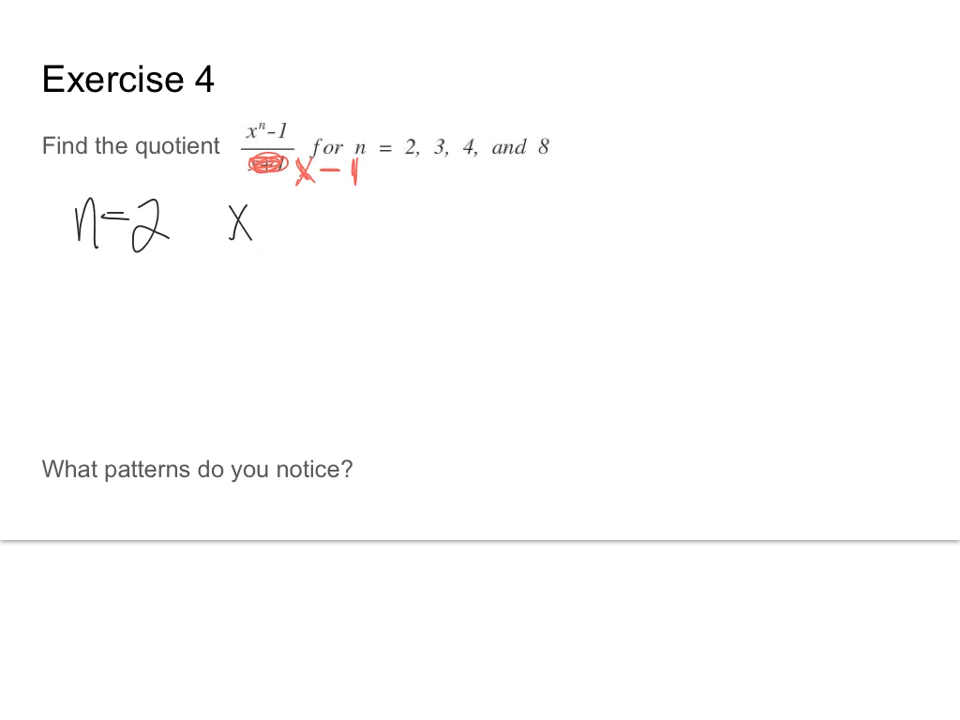 Exercise 4
Find the quotient xⁿ-1 / x-1 for n = 2, 3, 4, and 8
n=2 x
What patterns do you notice?